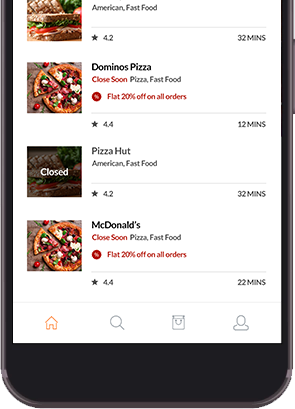 American, Fast Food
★ 4.2 32 MINS
Dominos Pizza
Close Soon Pizza, Fast Food
% Flat 20% off on all orders
★ 4.4 12 MINS
Closed
Pizza Hut
American, Fast Food
★ 4.2 32 MINS
McDonald's
Close Soon Pizza, Fast Food
% Flat 20% off on all orders
★ 4.4 22 MINS